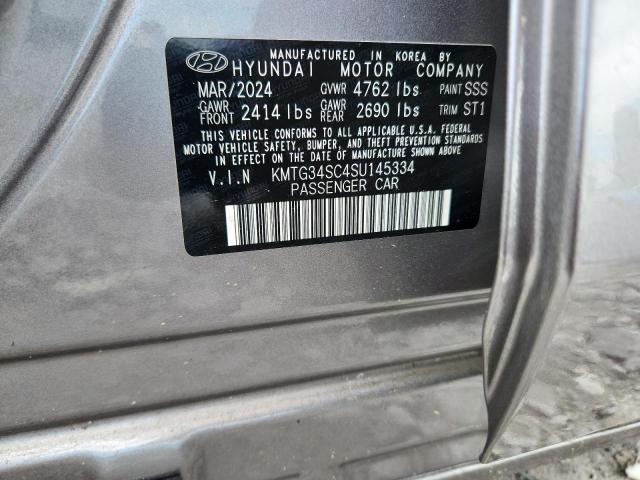 MANUFACTURED IN KOREA BY
HYUNDAI MOTOR COMPANY
MAR/2024 GVWR 4762 lbs PAINT SSS
GAWR FRONT 2414 lbs GAWR REAR 2690 lbs TRIM ST1
THIS VEHICLE CONFORMS TO ALL APPLICABLE U.S.A. FEDERAL
MOTOR VEHICLE SAFETY, BUMPER, AND THEFT PREVENTION STANDARDS
IN EFFECT ON THE DATE OF MANUFACTURE SHOWN ABOVE.
V.I.N KMTG34SC4SU145334
PASSENGER CAR